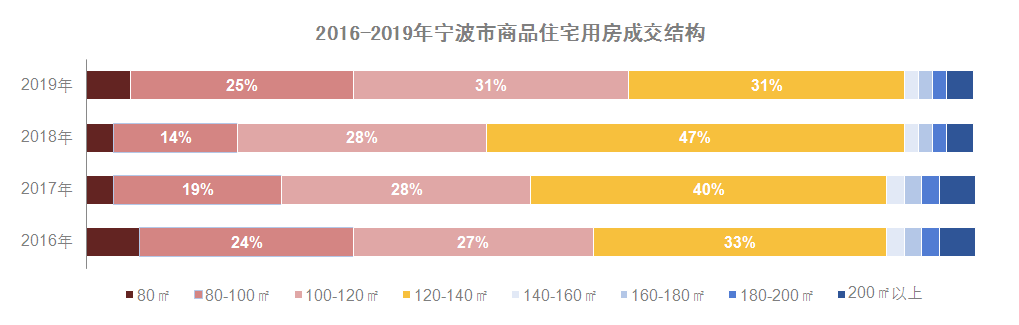 2016-2019年宁波市商品住宅用房成交结构
2019年 25% 31% 31%
2018年 14% 28% 47%
2017年 19% 28% 40%
2016年 24% 27% 33%
80㎡ 80-100㎡ 100-120㎡ 120-140㎡ 140-160㎡ 160-180㎡ 180-200㎡ 200㎡以上